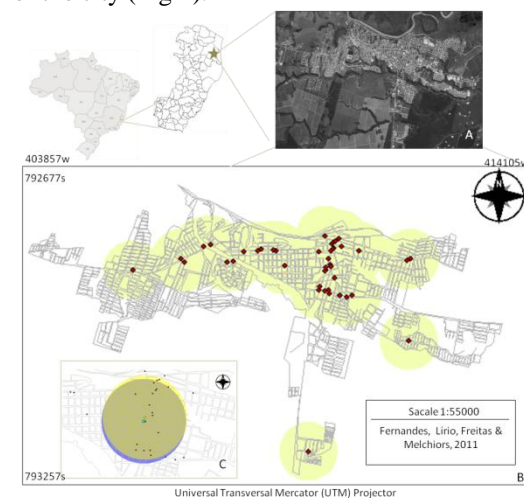 A
403857w
414105w
792677s
N
Sacale 1:55000
Fernandes, Lirio, Freitas &
Melchiors, 2011
C
793257s
B
Universal Transversal Mercator (UTM) Projector